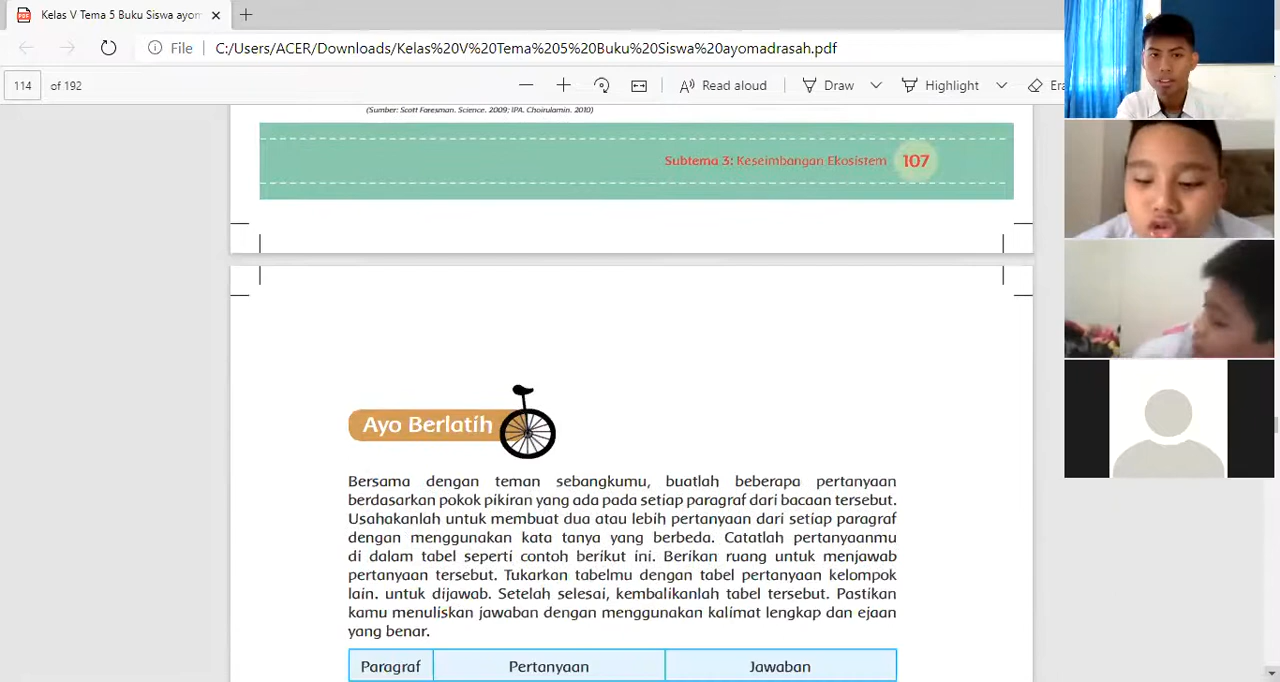 Kelas V Tema 5 Buku Siswa ayom
File
C:/Users/ACER/Downloads/Kelas%20V%20Tema%205%20Buku%20Siswa%20ayomadrasah.pdf
114 of 192
Read aloud
Draw
Highlight
Era
(Sumber: Scott Foresman. Science. 2009; IPA. Choirulamin. 2010)
Subtema 3: Keseimbangan Ekosistem 107
Ayo Berlatih
Bersama dengan teman sebangkumu, buatlah beberapa pertanyaan
berdasarkan pokok pikiran yang ada pada setiap paragraf dari bacaan tersebut.
Usahakanlah untuk membuat dua atau lebih pertanyaan dari setiap paragraf
dengan menggunakan kata tanya yang berbeda. Catatlah pertanyaanmu
di dalam tabel seperti contoh berikut ini. Berikan ruang untuk menjawab
pertanyaan tersebut. Tukarkan tabelmu dengan tabel pertanyaan kelompok
lain. untuk dijawab. Setelah selesai, kembalikanlah tabel tersebut. Pastikan
kamu menuliskan jawaban dengan menggunakan kalimat lengkap dan ejaan
yang benar.
Paragraf Pertanyaan Jawaban